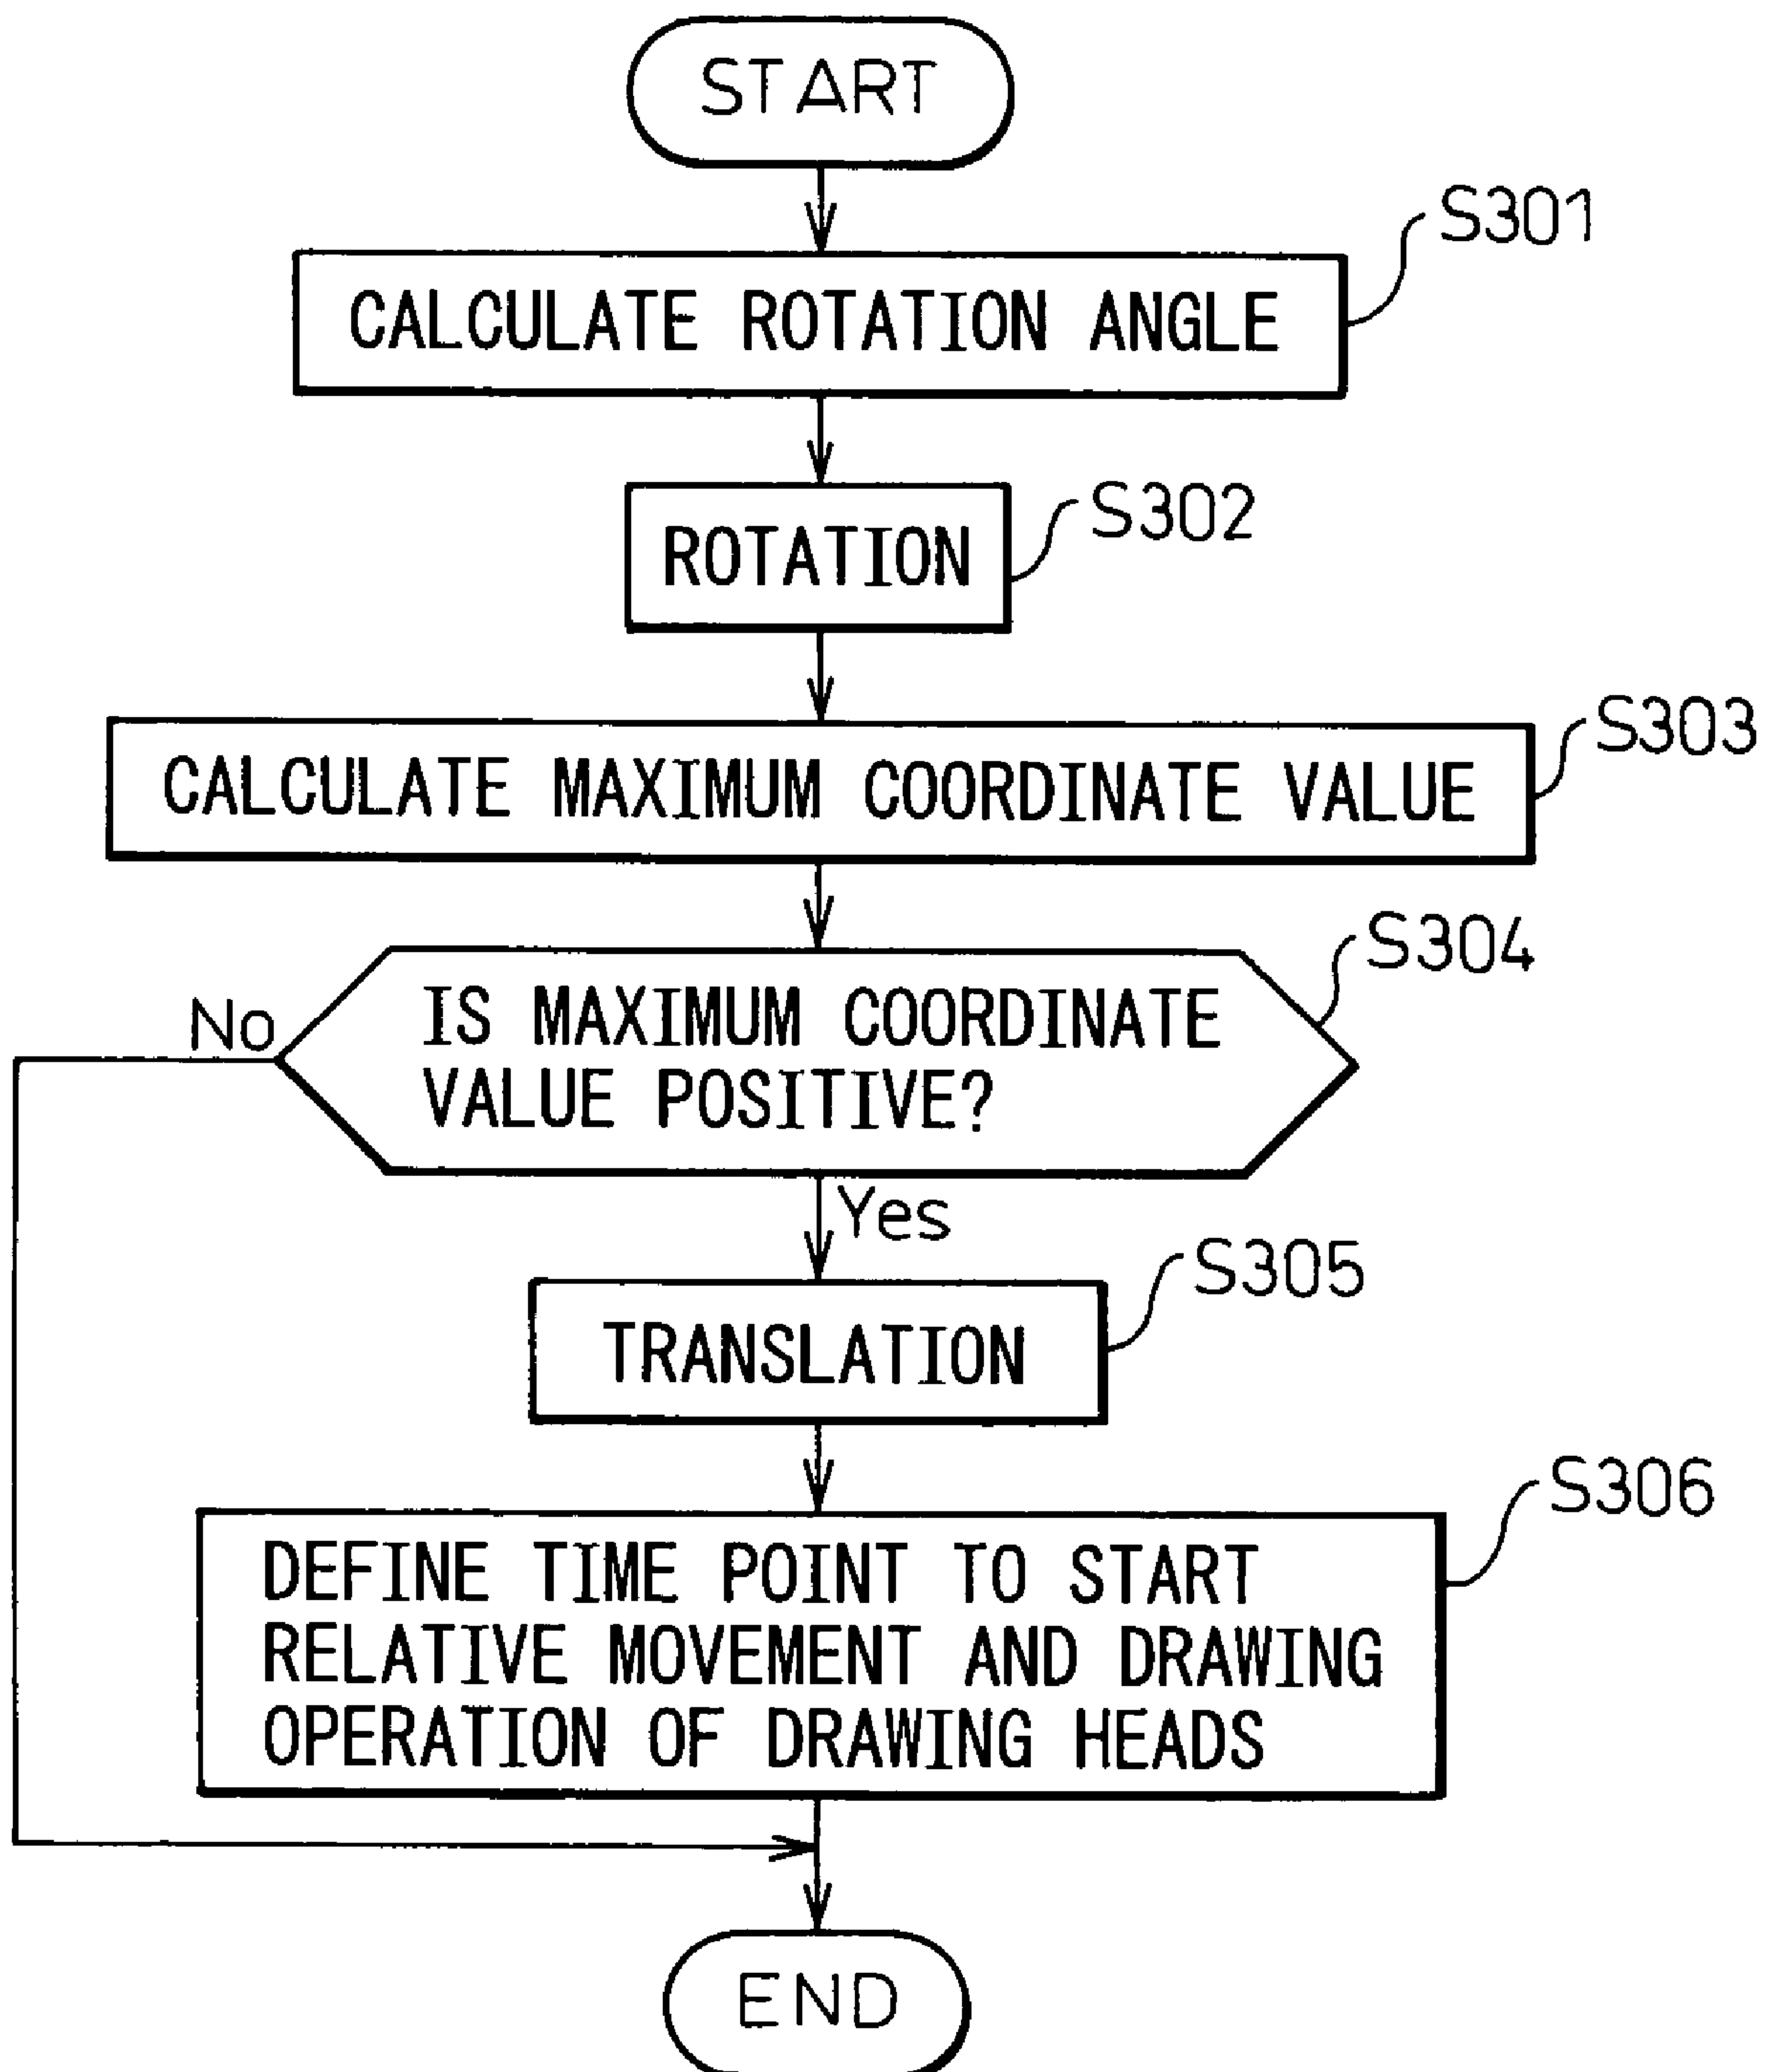 START
S301
CALCULATE ROTATION ANGLE
S302
ROTATION
S303
CALCULATE MAXIMUM COORDINATE VALUE
S304
No
IS MAXIMUM COORDINATE
VALUE POSITIVE?
Yes
S305
TRANSLATION
S306
DEFINE TIME POINT TO START
RELATIVE MOVEMENT AND DRAWING
OPERATION OF DRAWING HEADS
END